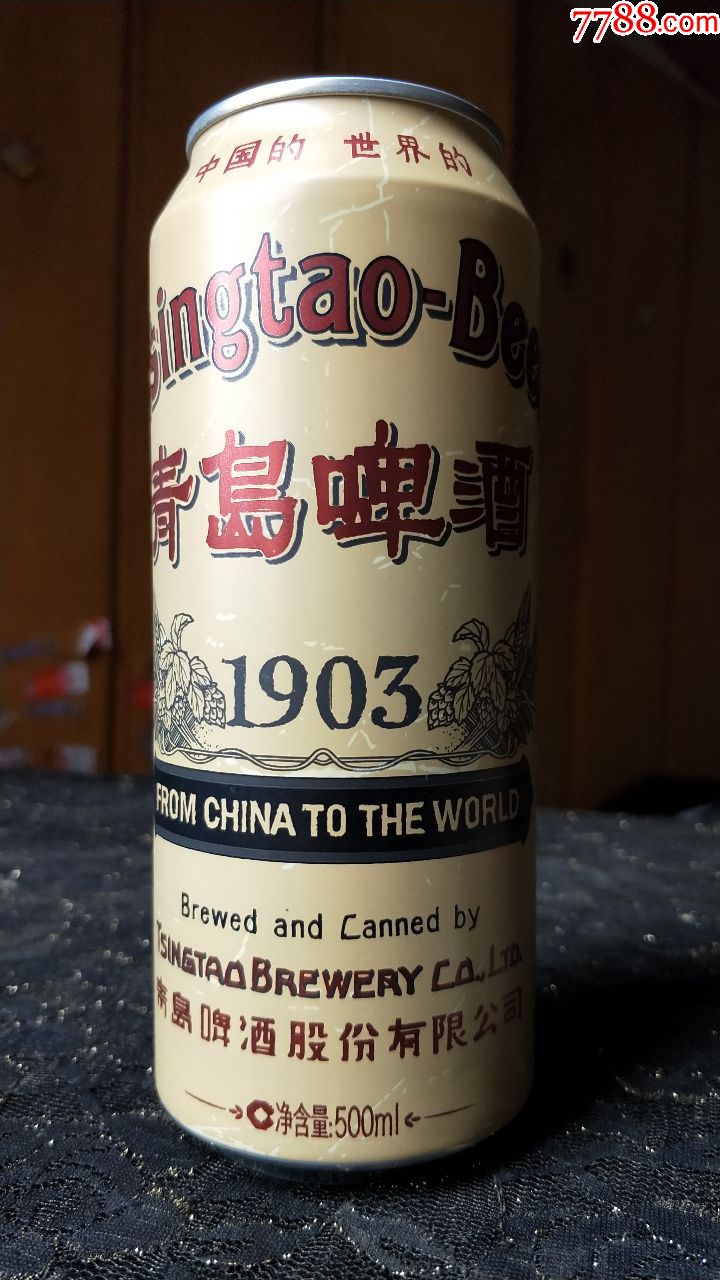 7788.com
中国的 世界的
Tsingtao-Beer
青島啤酒
1903
FROM CHINA TO THE WORLD
Brewed and Canned by
TSINGTAO BREWERY CO., LTD.
青島啤酒股份有限公司
净含量:500ml